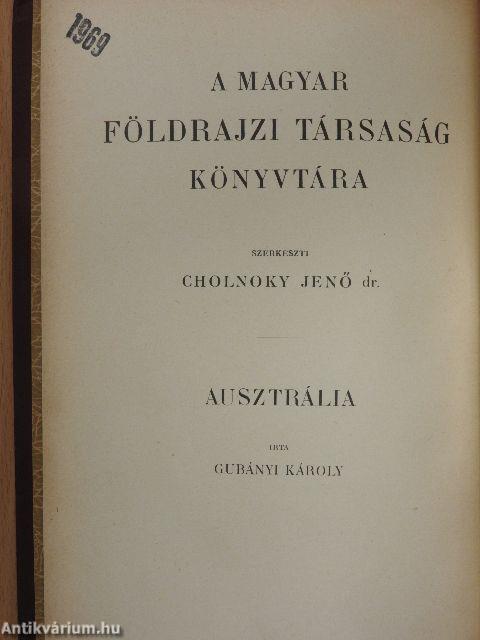 1969
A MAGYAR
FÖLDRAJZI TÁRSASÁG
KÖNYVTÁRA
SZERKESZTI
CHOLNOKY JENŐ dr.
AUSZTRÁLIA
IRTA
GUBÁNYI KÁROLY
Antikvárium.hu